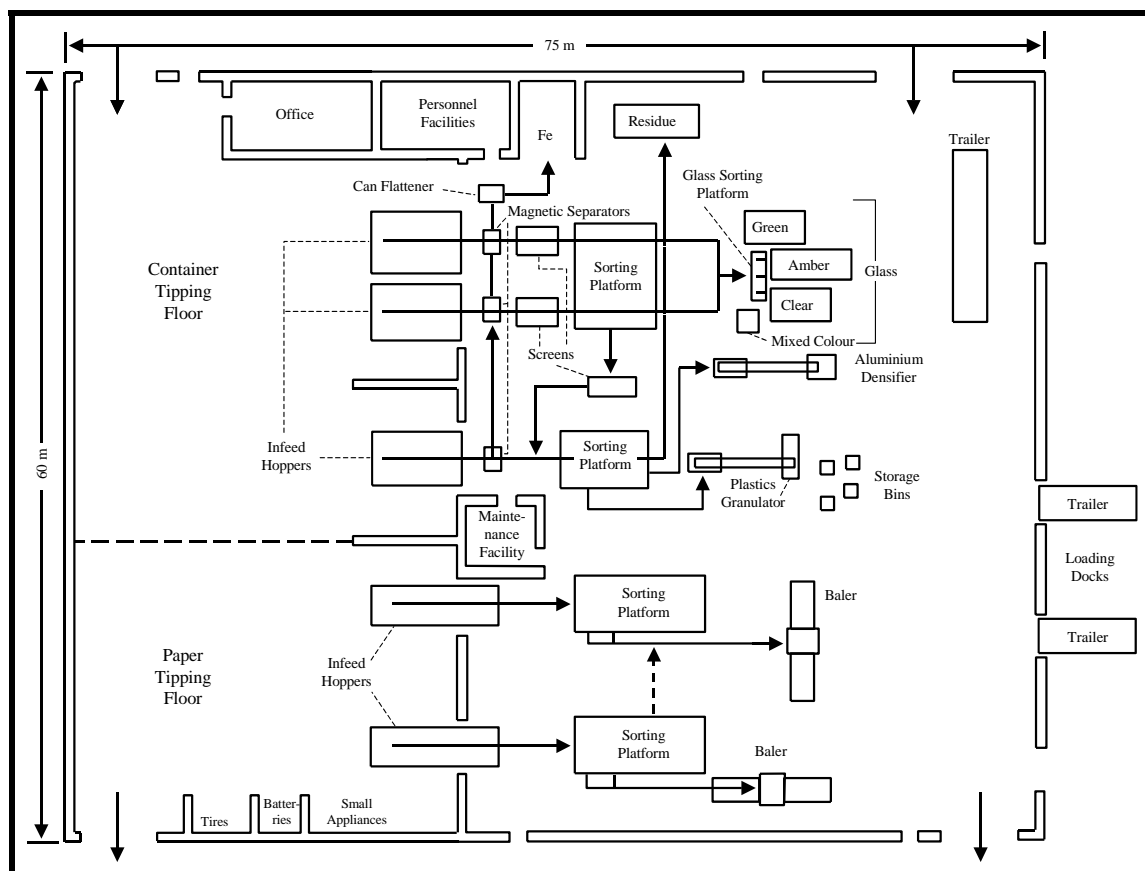 75 m
60 m
Office
Personnel
Facilities
Fe
Residue
Trailer
Can Flattener
Glass Sorting
Platform
Magnetic Separators
Green
Container
Tipping
Floor
Sorting
Platform
Amber
Glass
Clear
Screens
Mixed Colour
Aluminium
Densifier
Infeed
Hoppers
Sorting
Platform
Plastics
Granulator
Storage
Bins
Trailer
Mainte-
nance
Facility
Loading
Docks
Sorting
Platform
Baler
Trailer
Paper
Tipping
Floor
Infeed
Hoppers
Sorting
Platform
Baler
Tires
Batter-
ries
Small
Appliances